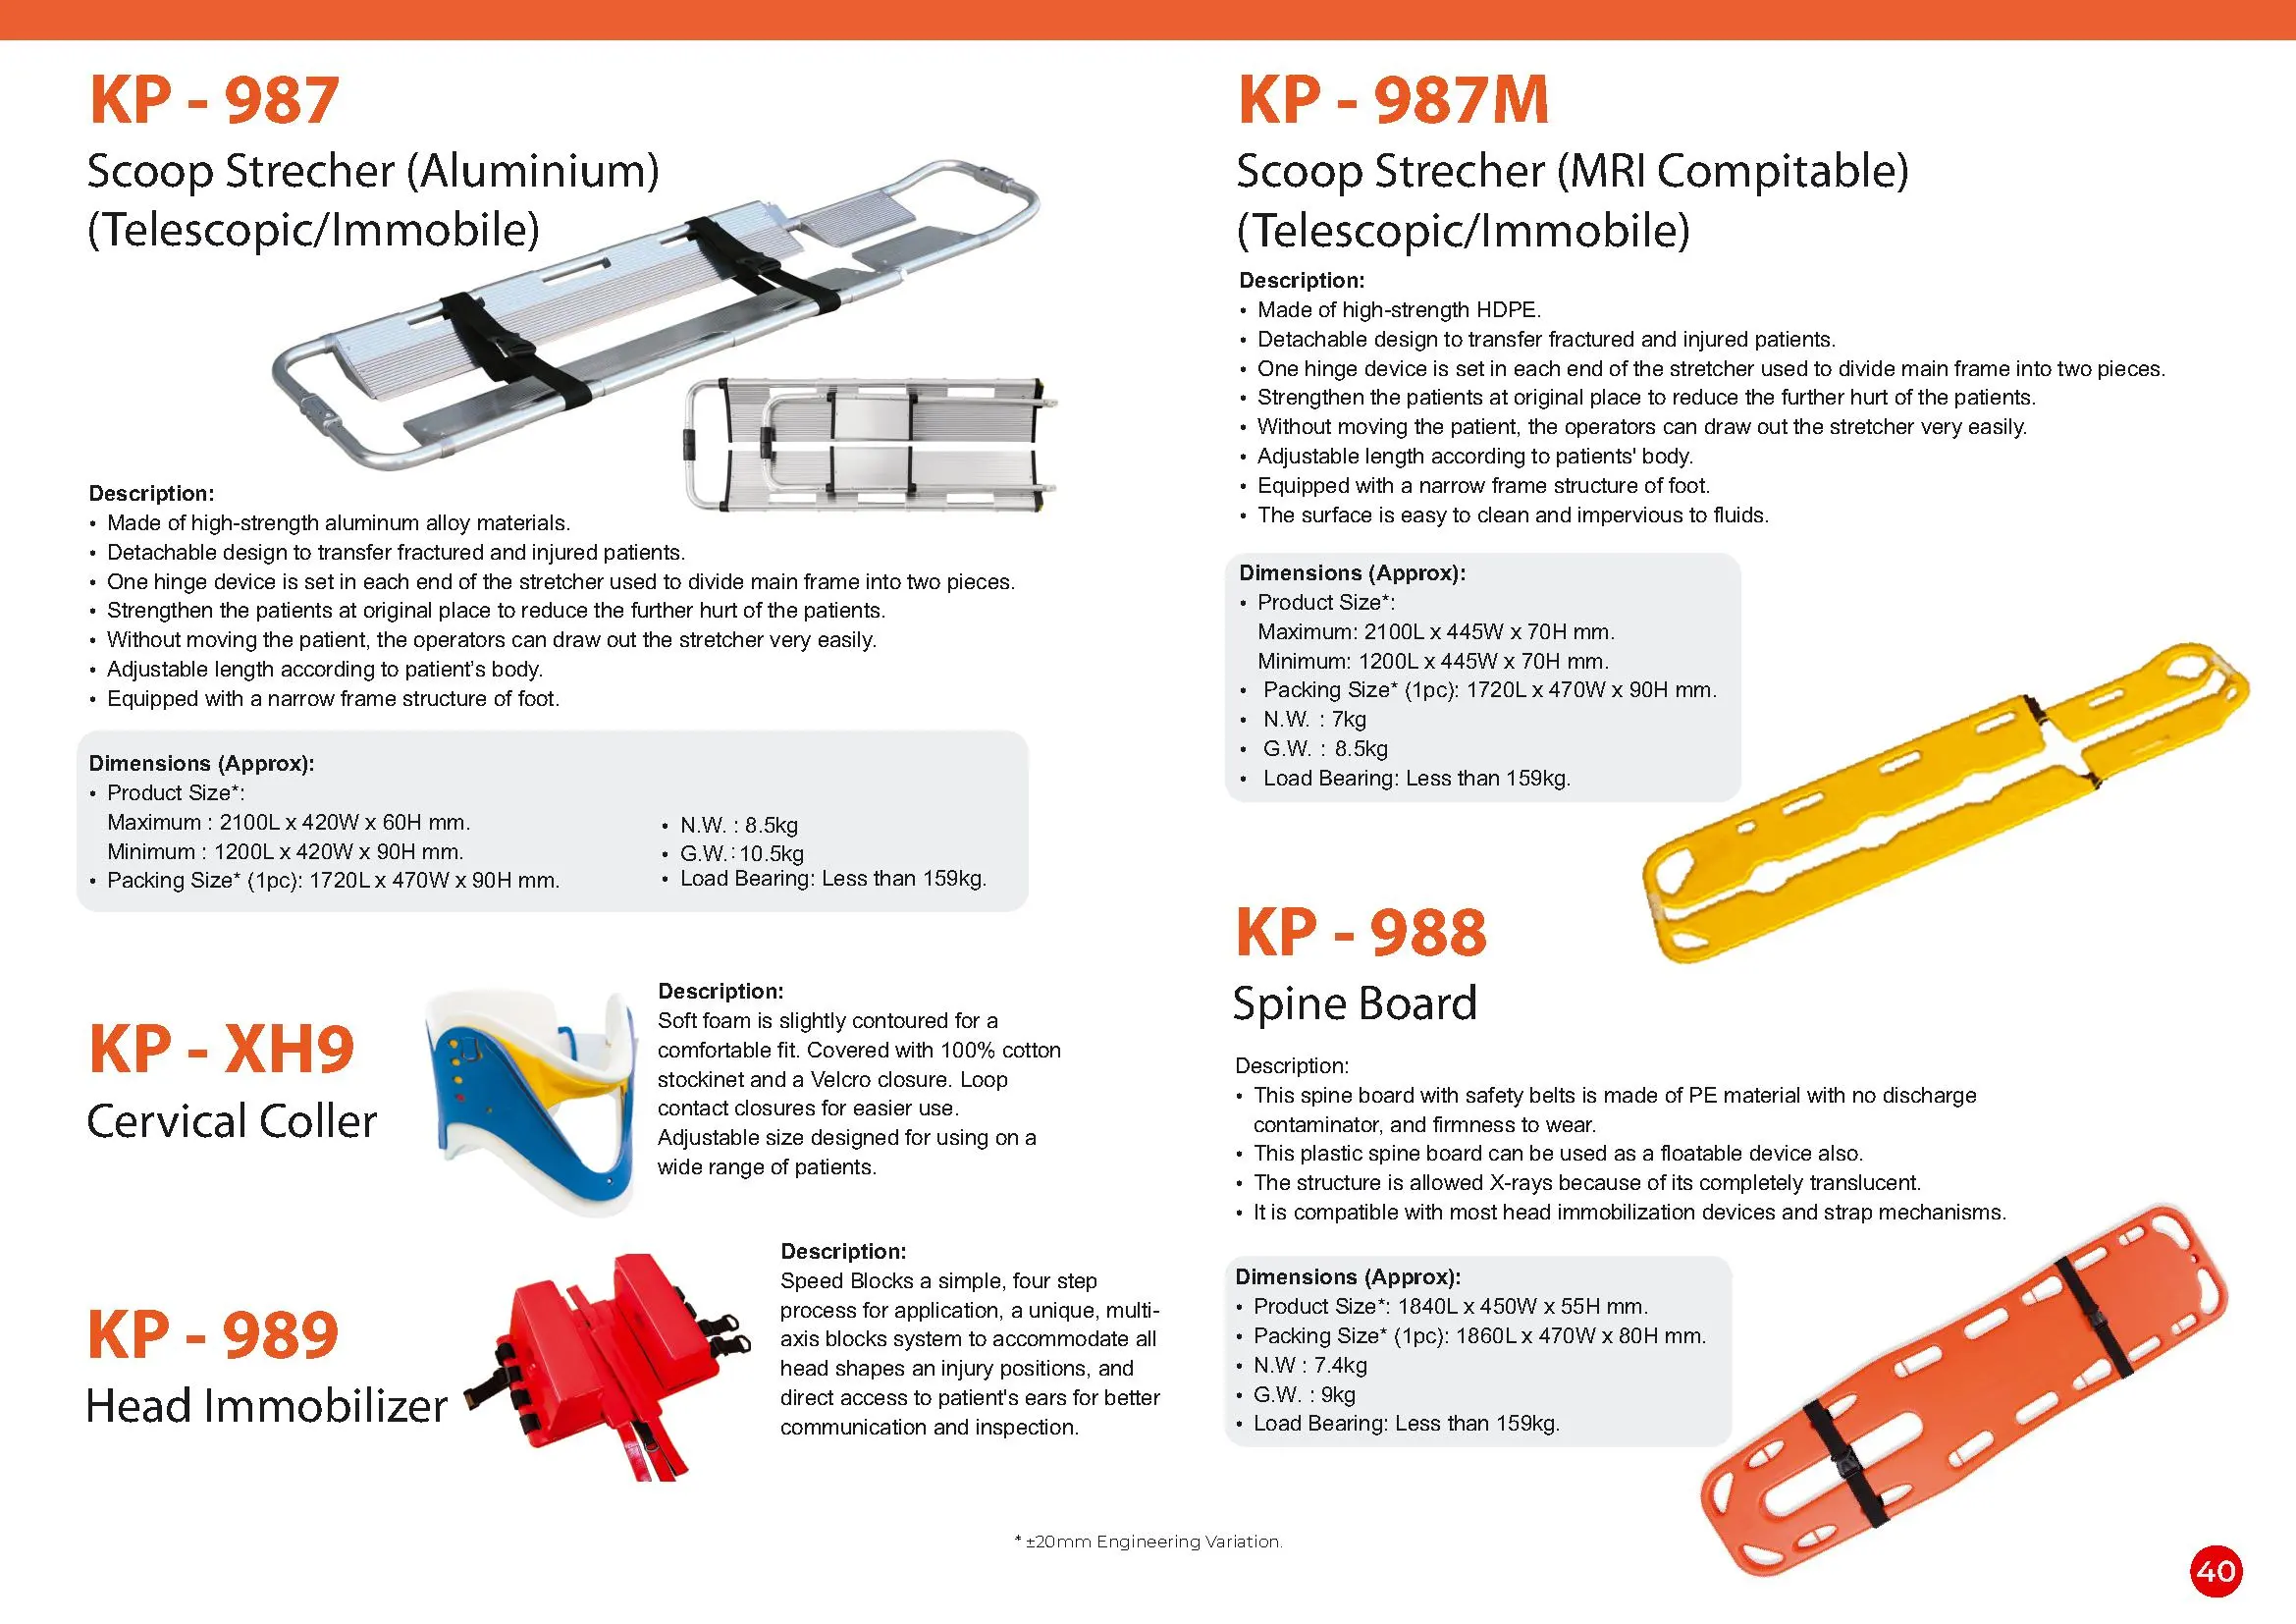 KP - 987
Scoop Strecher (Aluminium)
(Telescopic/Immobile)
Description:
• Made of high-strength aluminum alloy materials.
• Detachable design to transfer fractured and injured patients.
• One hinge device is set in each end of the stretcher used to divide main frame into two pieces.
• Strengthen the patients at original place to reduce the further hurt of the patients.
• Without moving the patient, the operators can draw out the stretcher very easily.
• Adjustable length according to patient's body.
• Equipped with a narrow frame structure of foot.
Dimensions (Approx):
• Product Size*:
Maximum : 2100L x 420W x 60H mm.
Minimum : 1200L x 420W x 90H mm.
• Packing Size* (1pc): 1720L x 470W x 90H mm.
• N.W. : 8.5kg
• G.W.: 10.5kg
• Load Bearing: Less than 159kg.
KP - XH9
Cervical Coller
Description:
Soft foam is slightly contoured for a
comfortable fit. Covered with 100% cotton
stockinet and a Velcro closure. Loop
contact closures for easier use.
Adjustable size designed for using on a
wide range of patients.
KP - 989
Head Immobilizer
Description:
Speed Blocks a simple, four step
process for application, a unique, multi-
axis blocks system to accommodate all
head shapes an injury positions, and
direct access to patient's ears for better
communication and inspection.
KP - 987M
Scoop Strecher (MRI Compitable)
(Telescopic/Immobile)
Description:
• Made of high-strength HDPE.
• Detachable design to transfer fractured and injured patients.
• One hinge device is set in each end of the stretcher used to divide main frame into two pieces.
• Strengthen the patients at original place to reduce the further hurt of the patients.
• Without moving the patient, the operators can draw out the stretcher very easily.
• Adjustable length according to patients' body.
• Equipped with a narrow frame structure of foot.
• The surface is easy to clean and impervious to fluids.
Dimensions (Approx):
• Product Size*:
Maximum: 2100L x 445W x 70H mm.
Minimum: 1200L x 445W x 70H mm.
• Packing Size* (1pc): 1720L x 470W x 90H mm.
• N.W. : 7kg
• G.W. : 8.5kg
• Load Bearing: Less than 159kg.
KP - 988
Spine Board
Description:
• This spine board with safety belts is made of PE material with no discharge
contaminator, and firmness to wear.
• This plastic spine board can be used as a floatable device also.
• The structure is allowed X-rays because of its completely translucent.
• It is compatible with most head immobilization devices and strap mechanisms.
Dimensions (Approx):
• Product Size*: 1840L x 450W x 55H mm.
• Packing Size* (1pc): 1860L x 470W x 80H mm.
• N.W : 7.4kg
• G.W. : 9kg
• Load Bearing: Less than 159kg.
* ±20mm Engineering Variation.
40